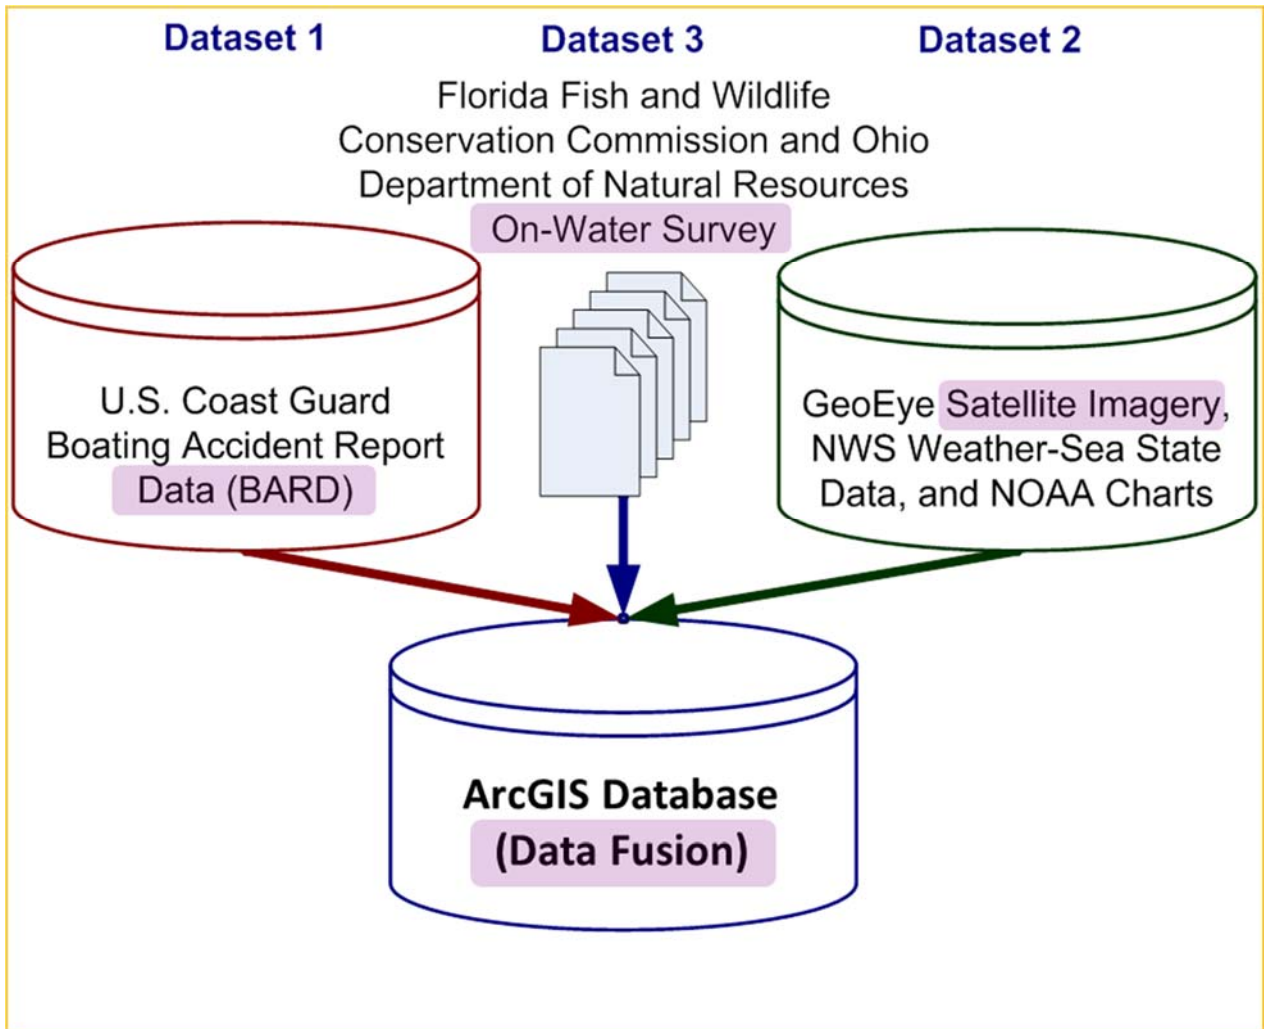 Dataset 1
Dataset 3
Dataset 2
Florida Fish and Wildlife
Conservation Commission and Ohio
Department of Natural Resources
On-Water Survey
U.S. Coast Guard
Boating Accident Report
Data (BARD)
GeoEye Satellite Imagery,
NWS Weather-Sea State
Data, and NOAA Charts
ArcGIS Database
(Data Fusion)